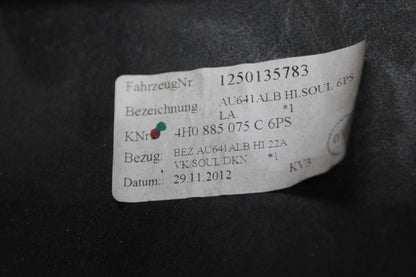 FahrzeugNr: 1250135783
Bezeichnung AU641ALB HI.SOUL 6PS
LA *1
KNr 4H0 885 075 C 6PS
Bezug: BEZ AU641ALB HI.22A
VK SOUL DKN *1
Datum:: 29.11.2012 KV3